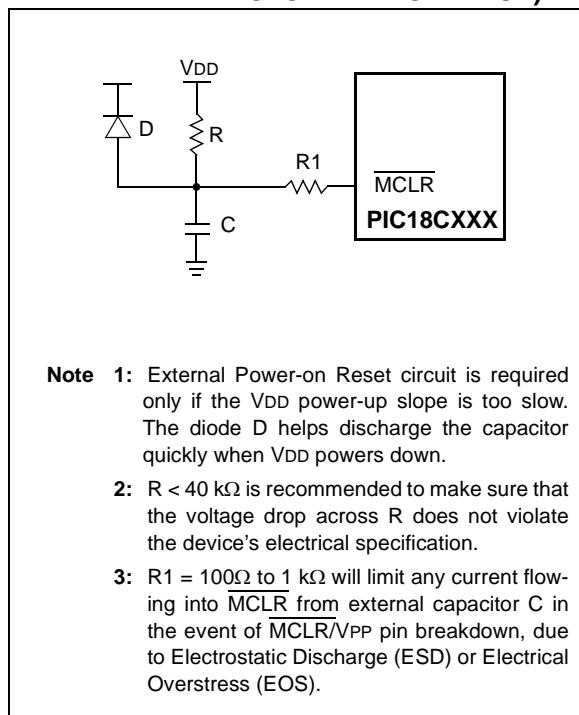 VDD
D
R
R1
C
MCLR
PIC18CXXX
Note 1: External Power-on Reset circuit is required
only if the VDD power-up slope is too slow.
The diode D helps discharge the capacitor
quickly when VDD powers down.
2: R < 40 kΩ is recommended to make sure that
the voltage drop across R does not violate
the device's electrical specification.
3: R1 = 100Ω to 1 kΩ will limit any current flow-
ing into MCLR from external capacitor C in
the event of MCLR/VPP pin breakdown, due
to Electrostatic Discharge (ESD) or Electrical
Overstress (EOS).